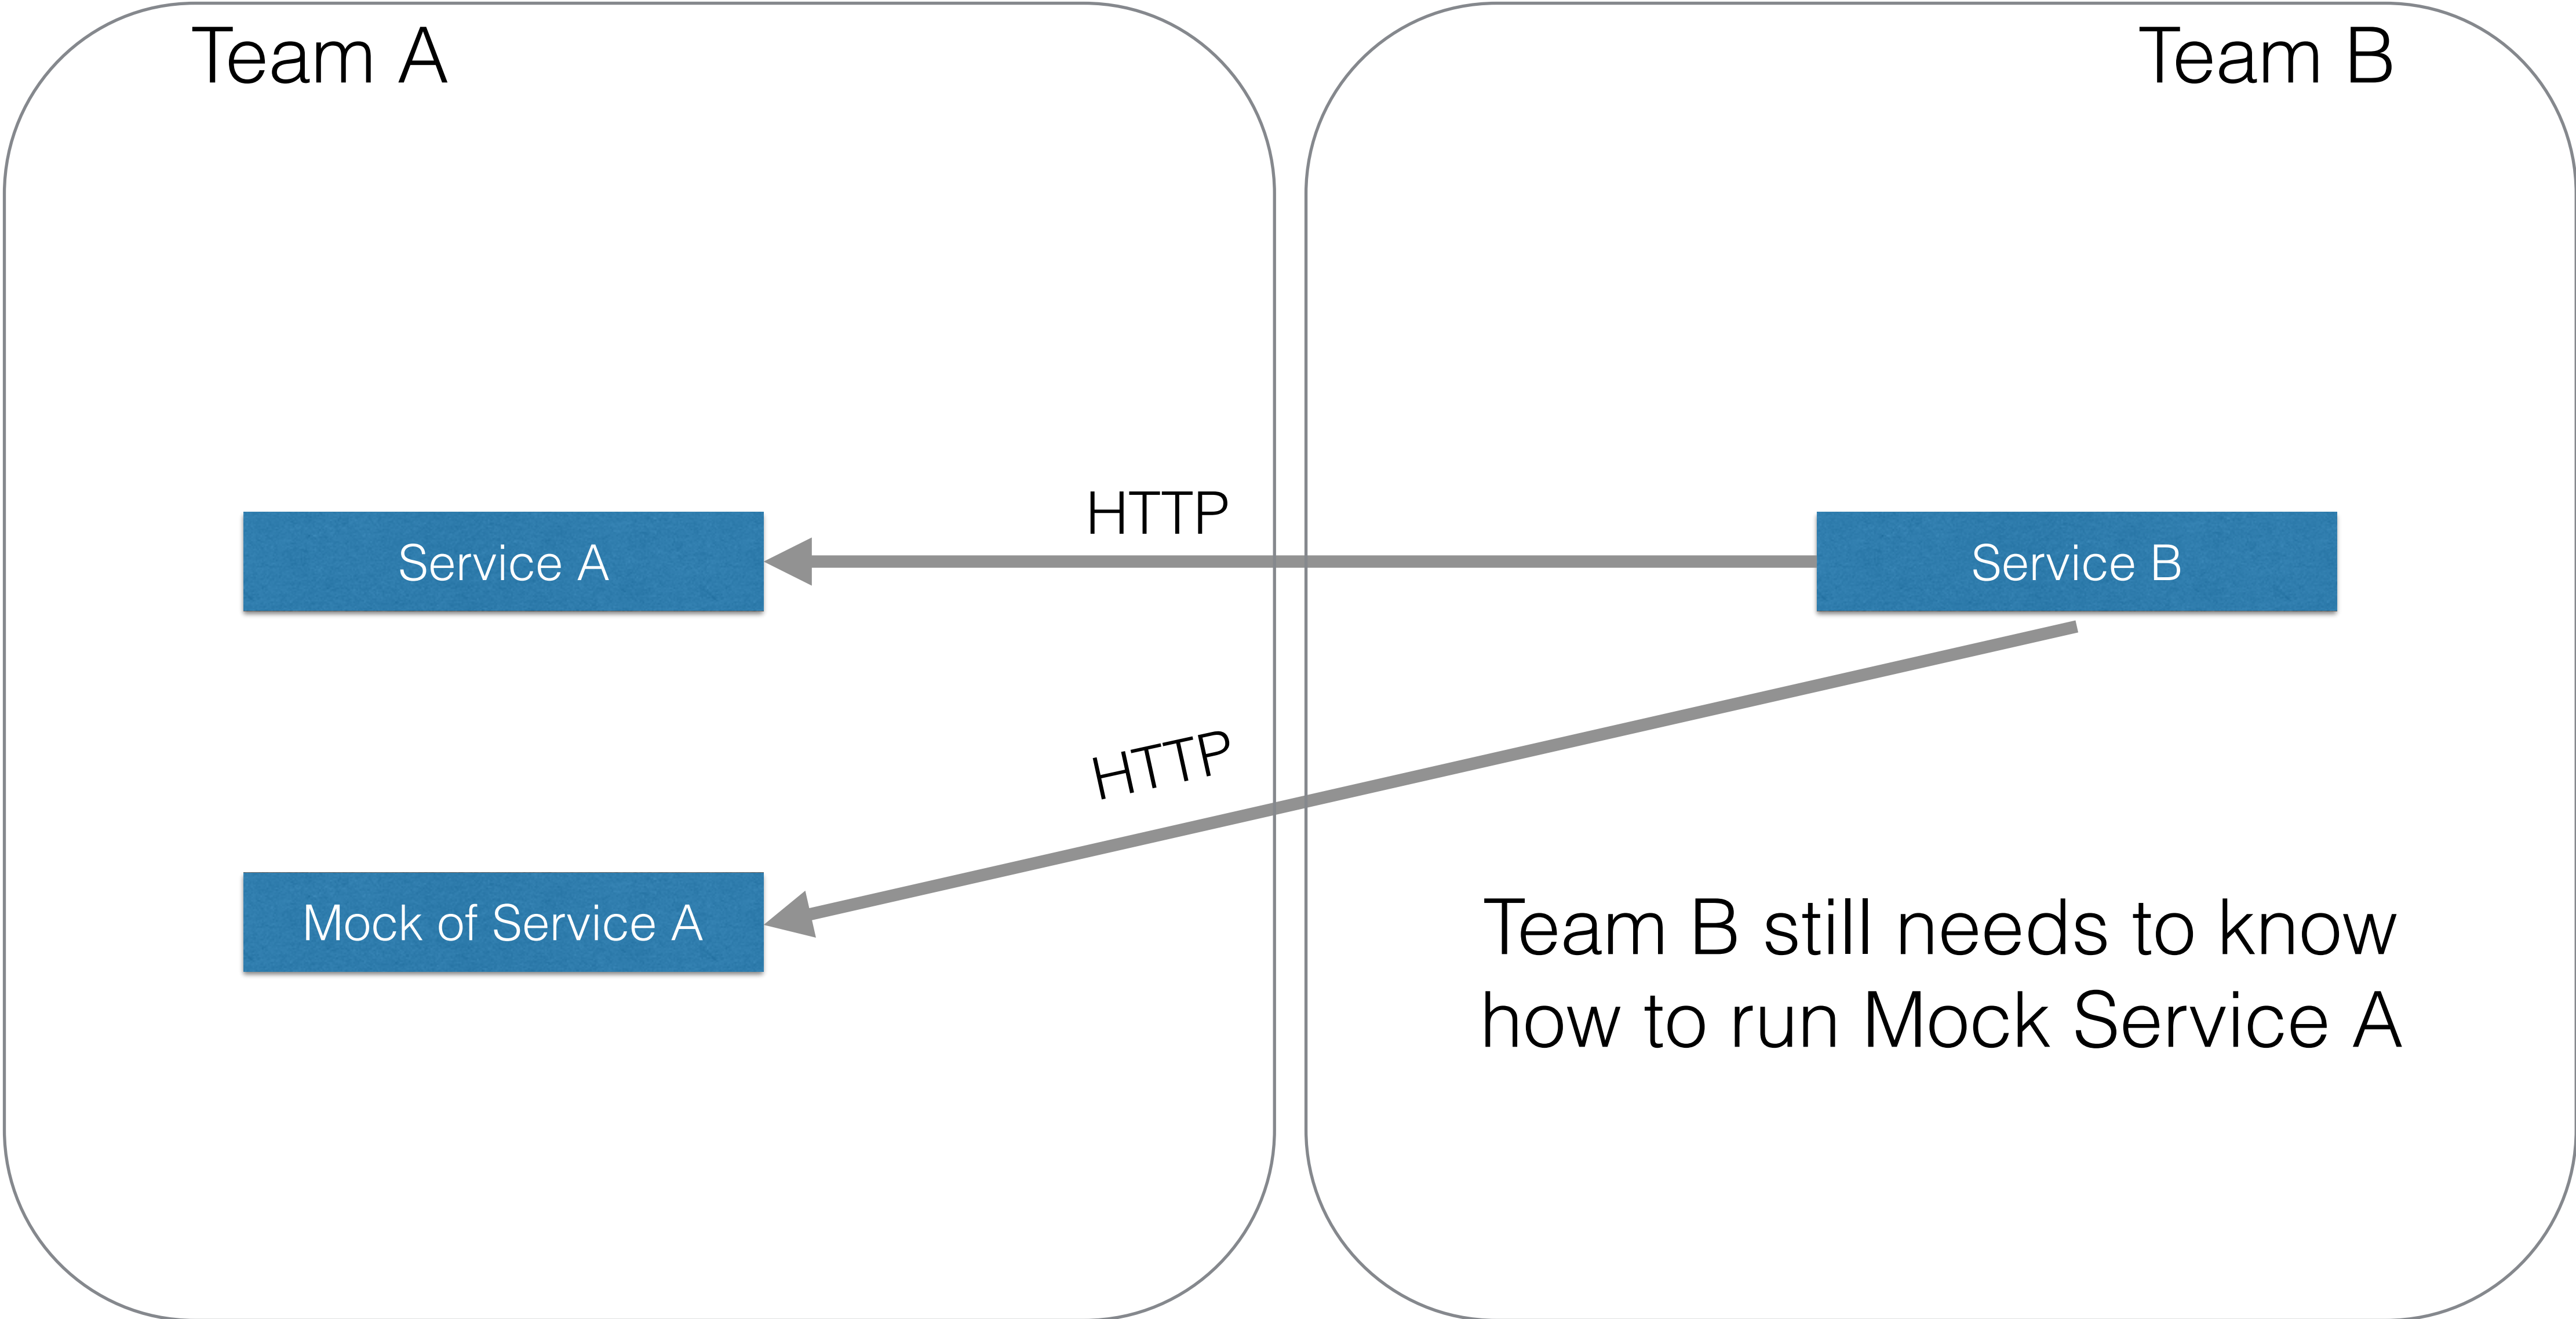 Team A
Team B
HTTP
Service A
Service B
HTTP
Mock of Service A
Team B still needs to know
how to run Mock Service A